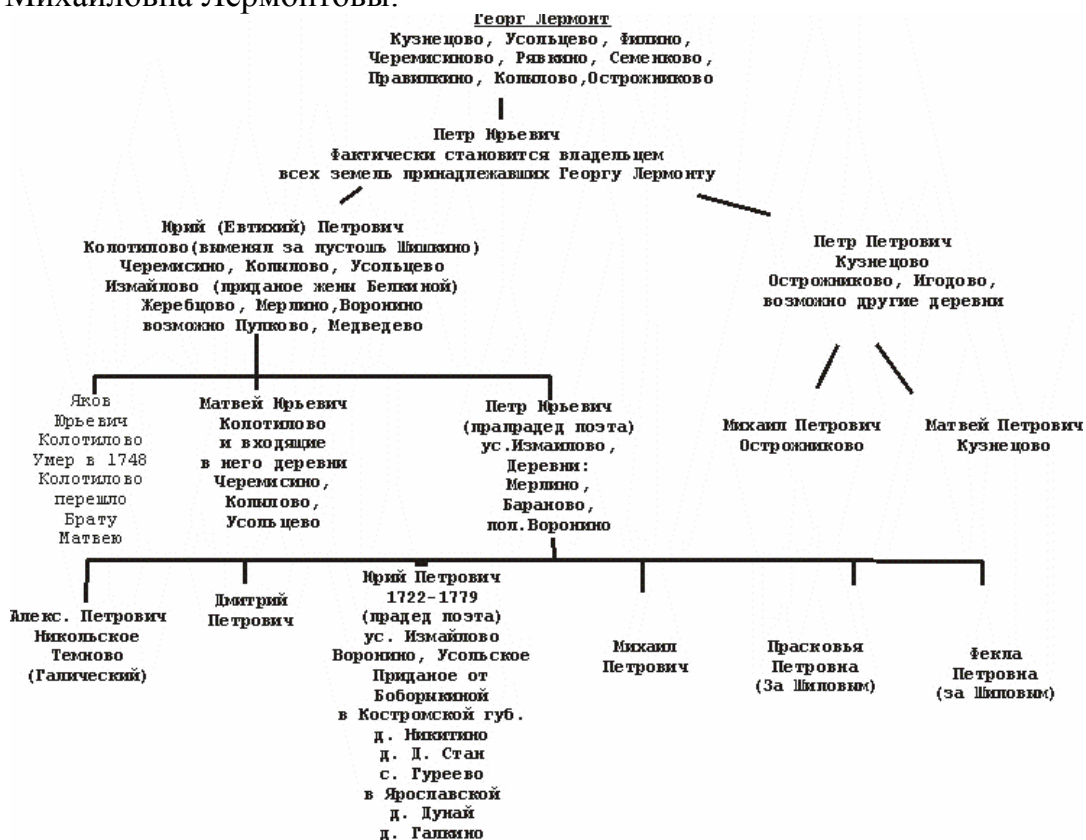 Михайловна Лермонтовы.
Георг Лермонт
Кузнецово, Усольцево, Филино,
Черемисиново, Рявкино, Семенково,
Правилкино, Копылово,Острожниково
Петр Юрьевич
Фактически становится владельцем
всех земель принадлежавших Георгу Лермонту
Юрий (Евтихий) Петрович
Колотилово(выменял за пустошь Шишкино)
Черемисино, Копылово, Усольцево
Измайлово (приданое жены Белкиной)
Жеребцово, Мерлино,Воронино
возможно Пупково, Медведево
Петр Петрович
Кузнецово
Острожниково, Игодово,
возможно другие деревни
Яков
Юрьевич
Колотилово
Умер в 1748
Колотилово
перешло
Брату
Матвею
Матвей Юрьевич
Колотилово
и входящие
в него деревни
Черемисино,
Копылово,
Усольцево
Петр Юрьевич
(прапрадед поэта)
ус.Измаилово,
Деревни:
Мерлино,
Бараново,
пол.Воронино
Михаил Петрович
Острожниково
Матвей Петрович
Кузнецово
Алекс. Петрович
Никольское
Темново
(Галический)
Дмитрий
Петрович
Юрий Петрович
1722-1779
(прадед поэта)
ус. Измайлово
Воронино, Усольское
Приданое от
Боборыкиной
в Костромской губ.
д. Никитино
д. Д. Стан
с. Гуреево
в Ярославской
д. Дунай
д. Галкино
Михаил
Петрович
Прасковья
Петровна
(За Шиповым)
Фекла
Петровна
(за Шиповым)